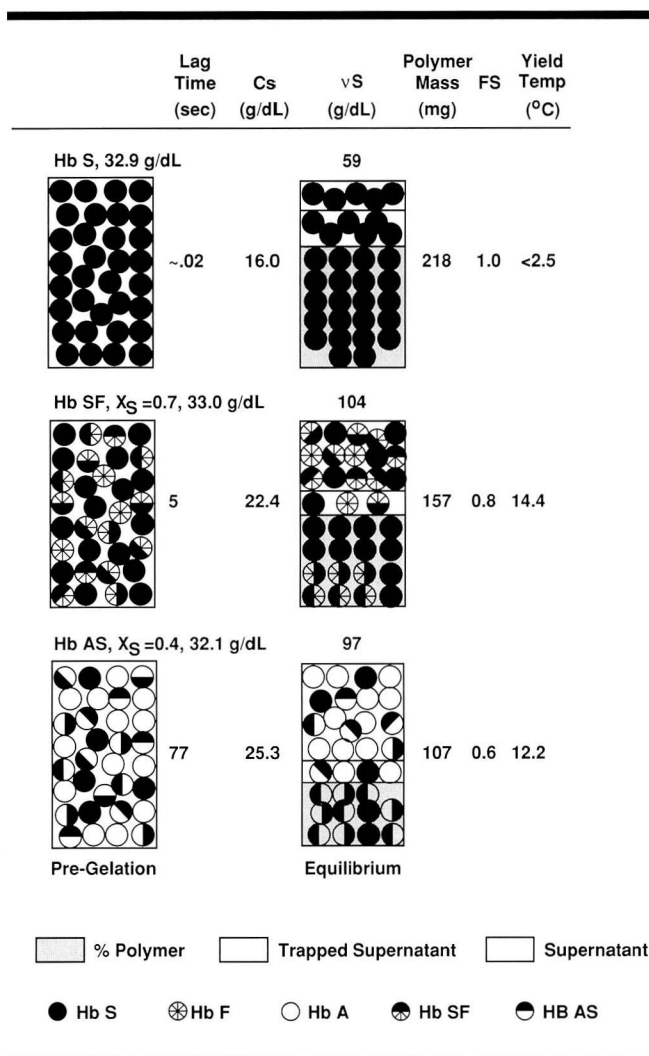 Lag Time (sec) Cs (g/dL) νS (g/dL) Polymer Mass (mg) FS Yield Temp (°C)
Hb S, 32.9 g/dL 59
~.02 16.0 218 1.0 <2.5
Hb SF, XS =0.7, 33.0 g/dL 104
5 22.4 157 0.8 14.4
Hb AS, XS =0.4, 32.1 g/dL 97
77 25.3 107 0.6 12.2
Pre-Gelation Equilibrium
% Polymer Trapped Supernatant Supernatant
Hb S Hb F Hb A Hb SF HB AS